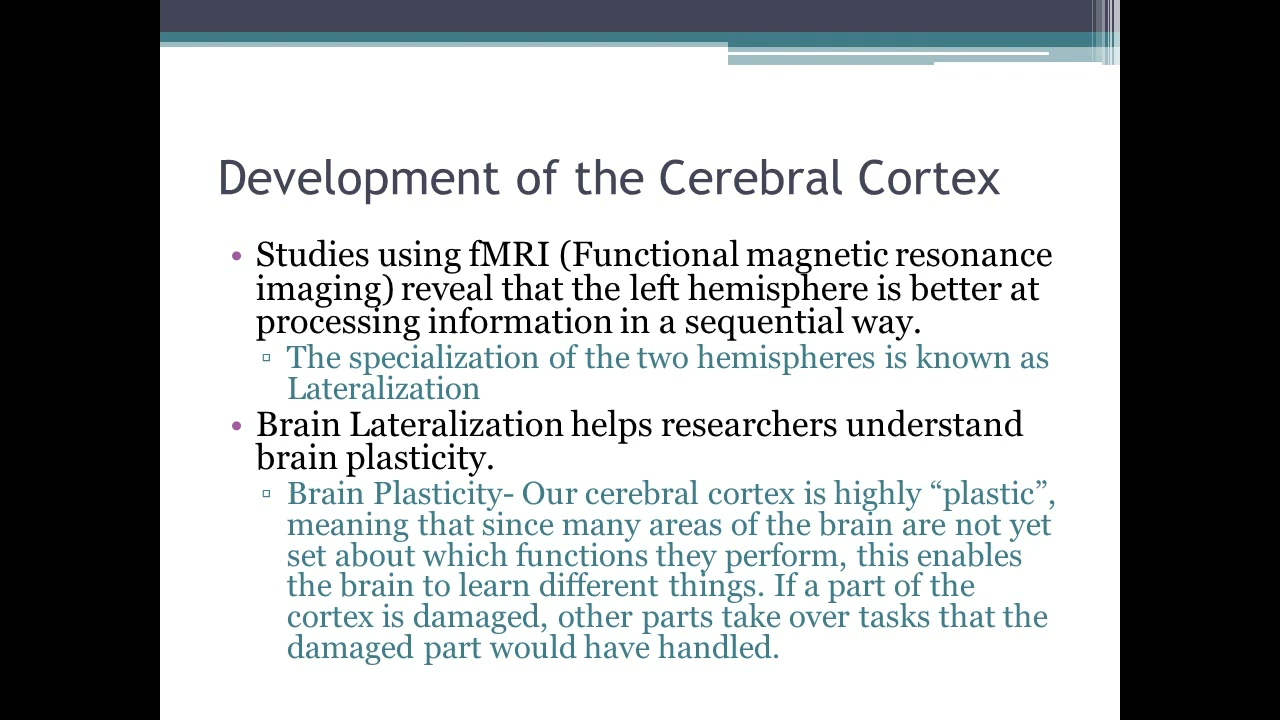 Development of the Cerebral Cortex
• Studies using fMRI (Functional magnetic resonance
imaging) reveal that the left hemisphere is better at
processing information in a sequential way.
▫ The specialization of the two hemispheres is known as
Lateralization
• Brain Lateralization helps researchers understand
brain plasticity.
▫ Brain Plasticity- Our cerebral cortex is highly “plastic”,
meaning that since many areas of the brain are not yet
set about which functions they perform, this enables
the brain to learn different things. If a part of the
cortex is damaged, other parts take over tasks that the
damaged part would have handled.